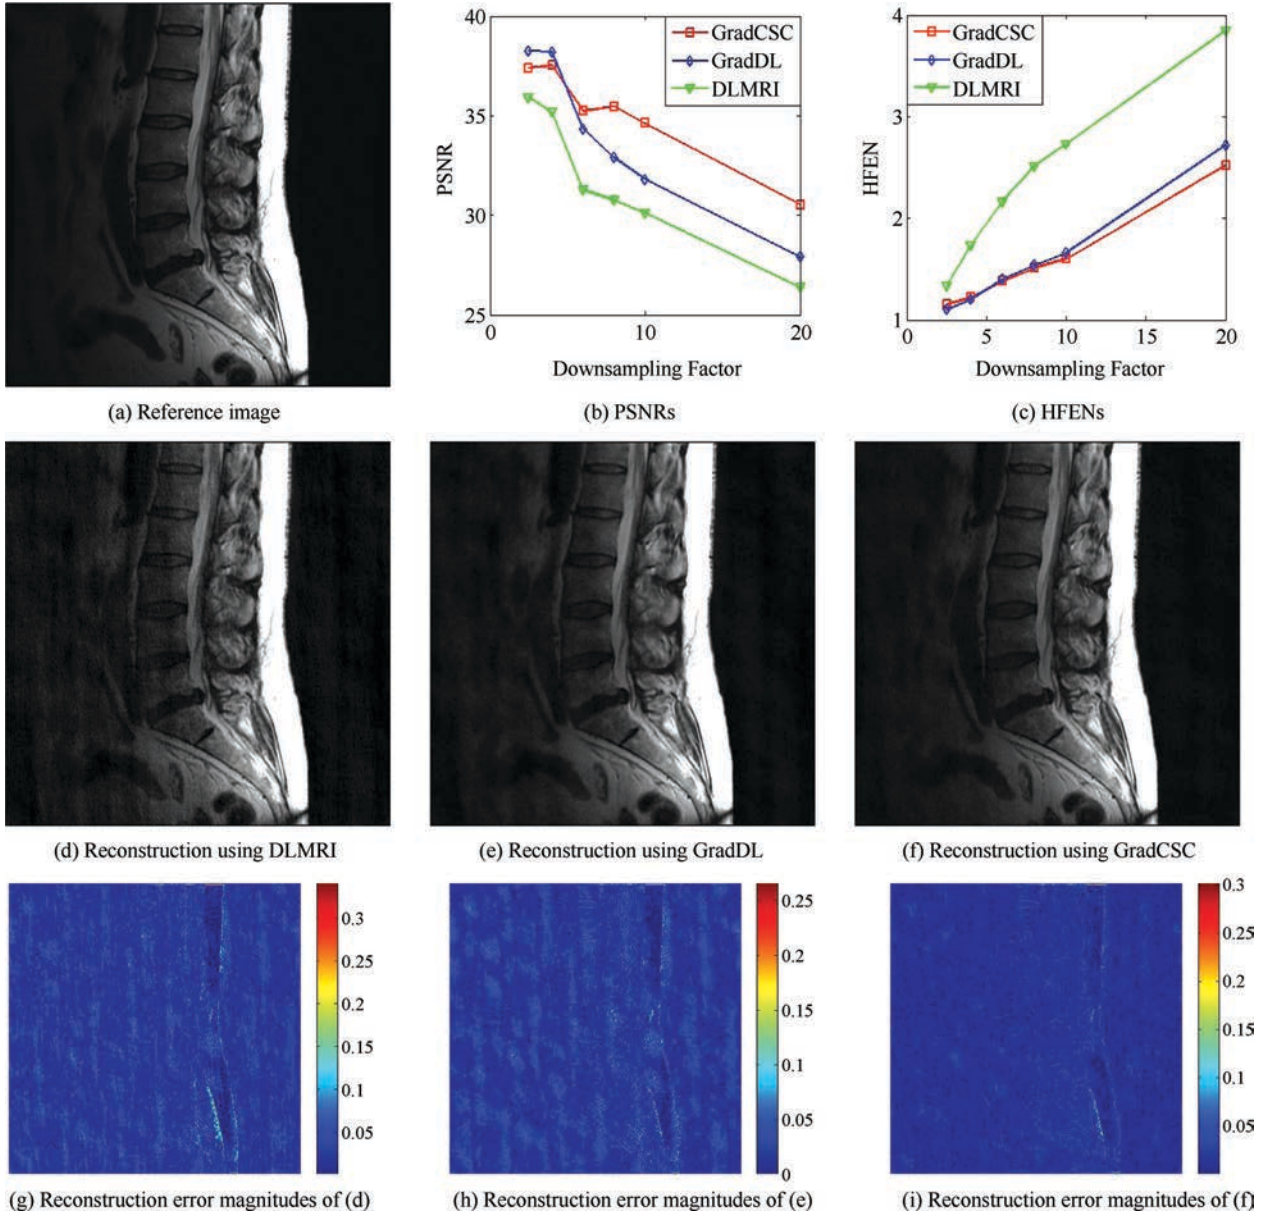 40
35
30
25
PSNR
GradCSC
GradDL
DLMRI
0
10
20
Downsampling Factor
4
3
2
1
HFEN
GradCSC
GradDL
DLMRI
0
5
10
15
20
Downsampling Factor
(a) Reference image
(b) PSNRs
(c) HFENs
(d) Reconstruction using DLMRI
(e) Reconstruction using GradDL
(f) Reconstruction using GradCSC
0.3
0.25
0.2
0.15
0.1
0.05
0.25
0.2
0.15
0.1
0.05
0
0.3
0.25
0.2
0.15
0.1
0.05
(g) Reconstruction error magnitudes of (d)
(h) Reconstruction error magnitudes of (e)
(i) Reconstruction error magnitudes of (f)